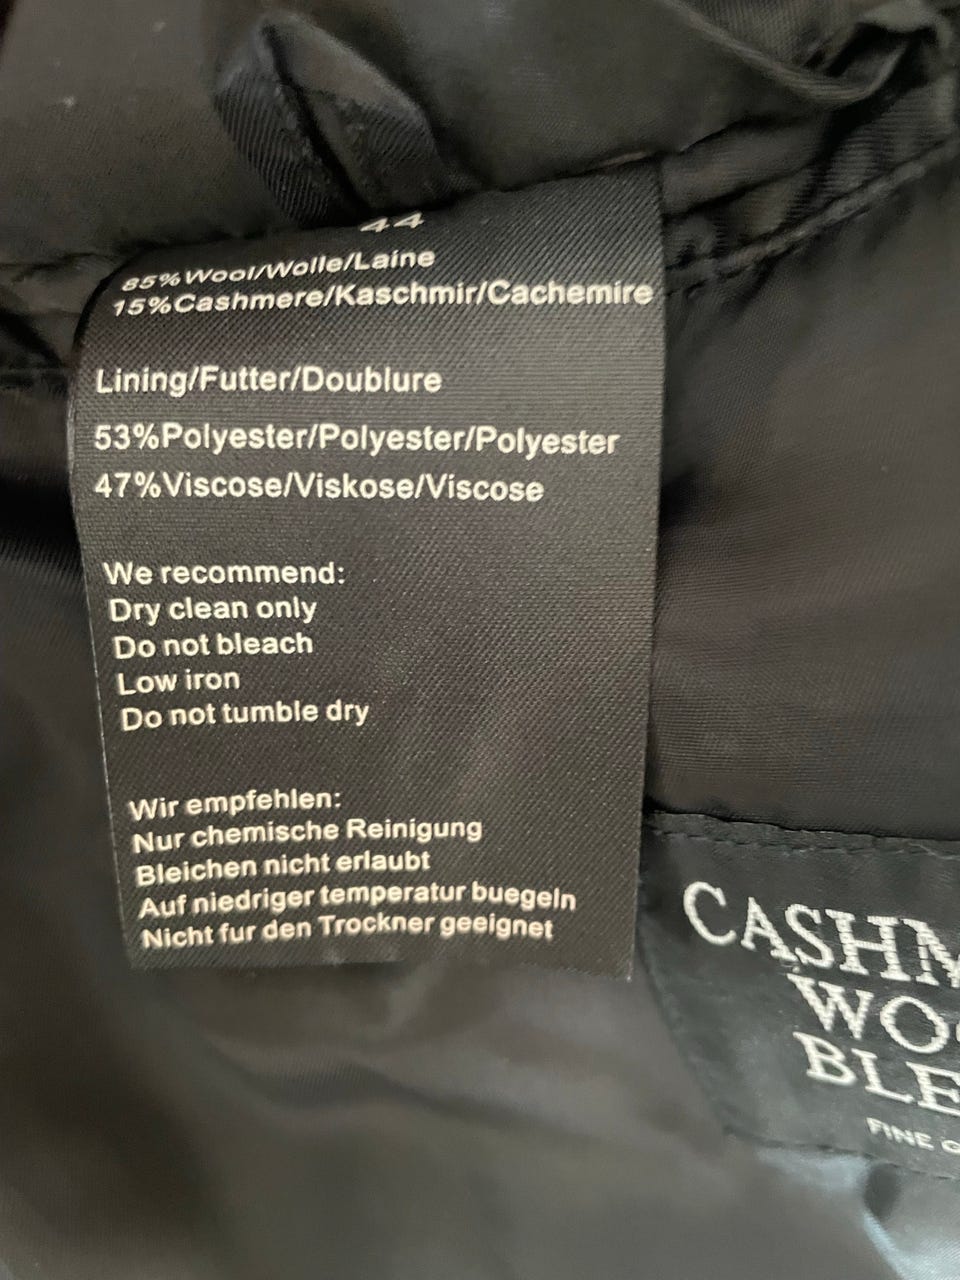 44
85%Wool/Wolle/Laine
15%Cashmere/Kaschmir/Cachemire
Lining/Futter/Doublure
53%Polyester/Polyester/Polyester
47%Viscose/Viskose/Viscose
We recommend:
Dry clean only
Do not bleach
Low iron
Do not tumble dry
Wir empfehlen:
Nur chemische Reinigung
Bleichen nicht erlaubt
Auf niedriger temperatur buegeln
Nicht fur den Trockner geeignet
CASHM
WOO
BLE
FINE